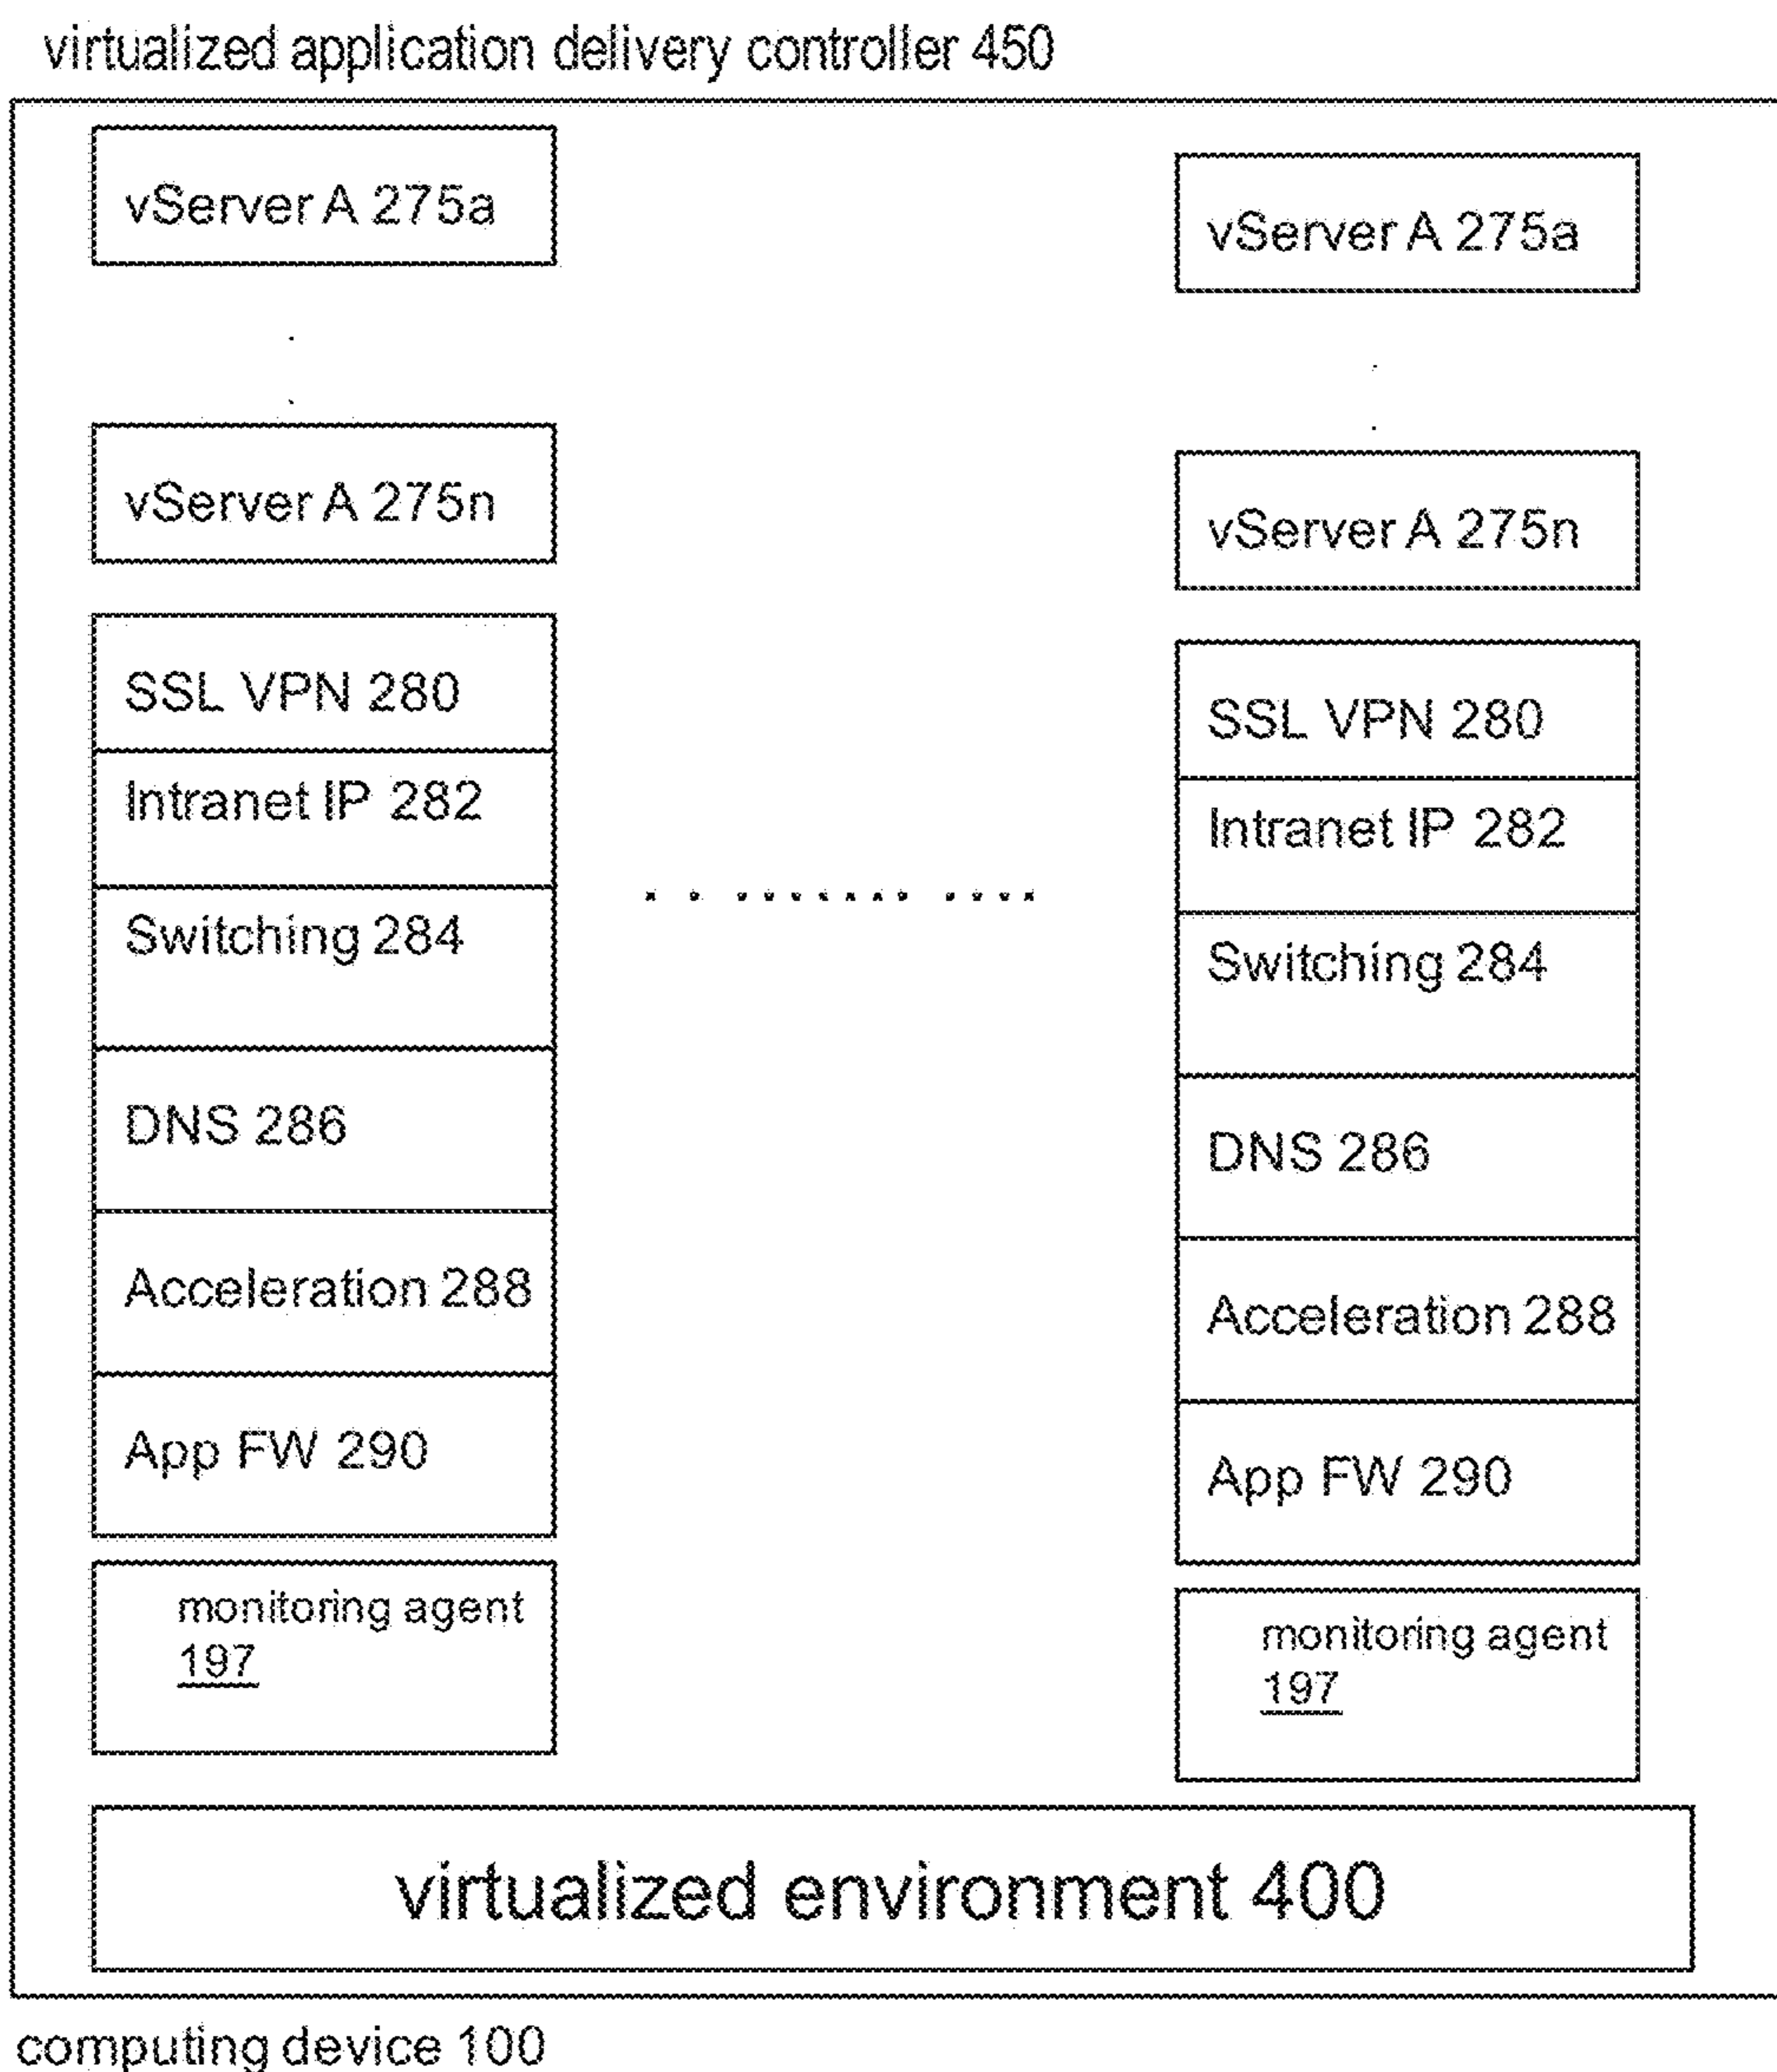 virtualized application delivery controller 450
vServer A 275a
vServer A 275n
SSL VPN 280
Intranet IP 282
Switching 284
DNS 286
Acceleration 288
App FW 290
monitoring agent
197
vServer A 275a
vServer A 275n
SSL VPN 280
Intranet IP 282
Switching 284
DNS 286
Acceleration 288
App FW 290
monitoring agent
197
virtualized environment 400
computing device 100